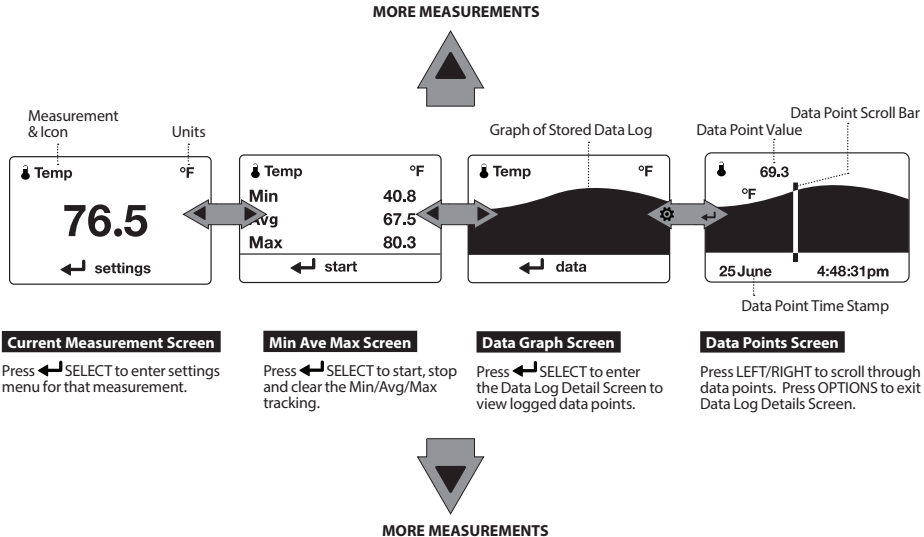 MORE MEASUREMENTS
Measurement
& Icon
Units
Graph of Stored Data Log
Data Point Value
Data Point Scroll Bar
Temp °F
76.5
settings
Temp °F
Min 40.8
Avg 67.5
Max 80.3
start
Temp °F
data
69.3
°F
25 June 4:48:31pm
Data Point Time Stamp
Current Measurement Screen
Press SELECT to enter settings
menu for that measurement.
Min Ave Max Screen
Press SELECT to start, stop
and clear the Min/Avg/Max
tracking.
Data Graph Screen
Press SELECT to enter
the Data Log Detail Screen to
view logged data points.
Data Points Screen
Press LEFT/RIGHT to scroll through
data points. Press OPTIONS to exit
Data Log Details Screen.
MORE MEASUREMENTS